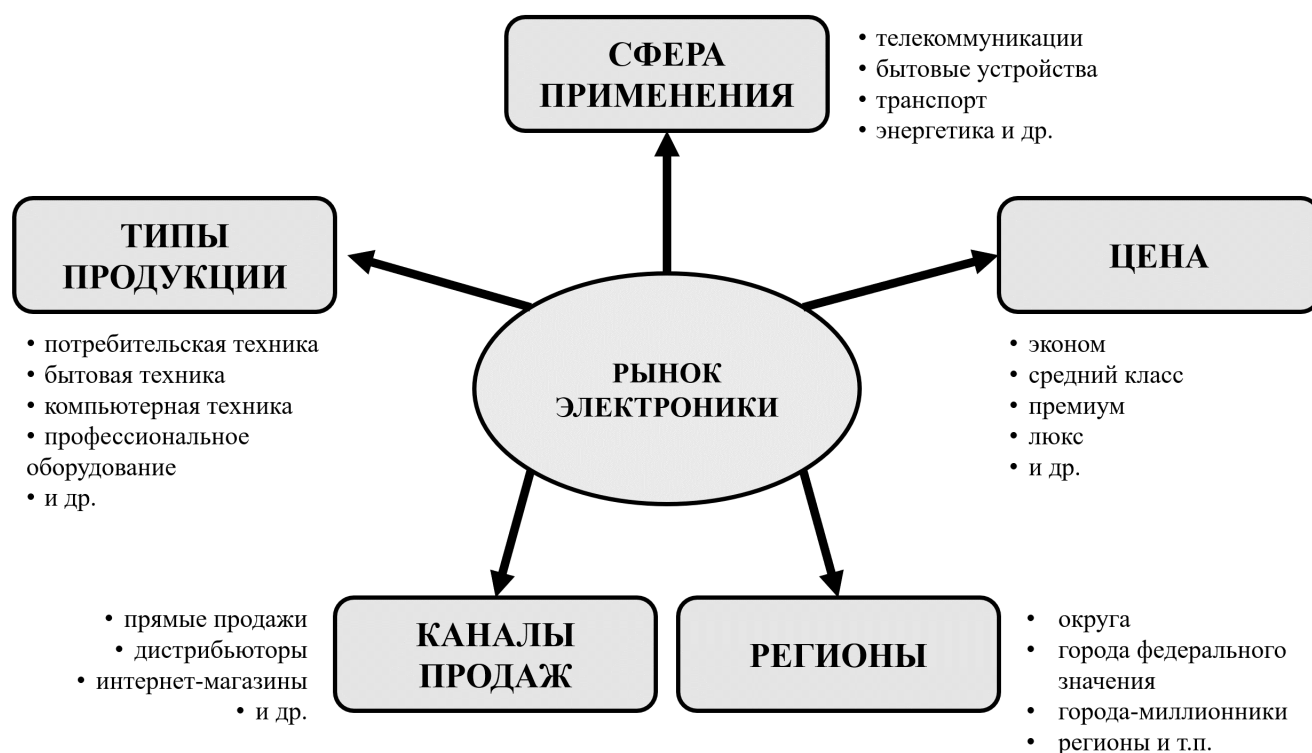 СФЕРА
ПРИМЕНЕНИЯ
• телекоммуникации
• бытовые устройства
• транспорт
• энергетика и др.
ТИПЫ
ПРОДУКЦИИ
• потребительская техника
• бытовая техника
• компьютерная техника
• профессиональное
оборудование
• и др.
ЦЕНА
• эконом
• средний класс
• премиум
• люкс
• и др.
РЫНОК
ЭЛЕКТРОНИКИ
• прямые продажи
• дистрибьюторы
• интернет-магазины
• и др.
КАНАЛЫ
ПРОДАЖ
РЕГИОНЫ
• округа
• города федерального
значения
• города-миллионники
• регионы и т.п.